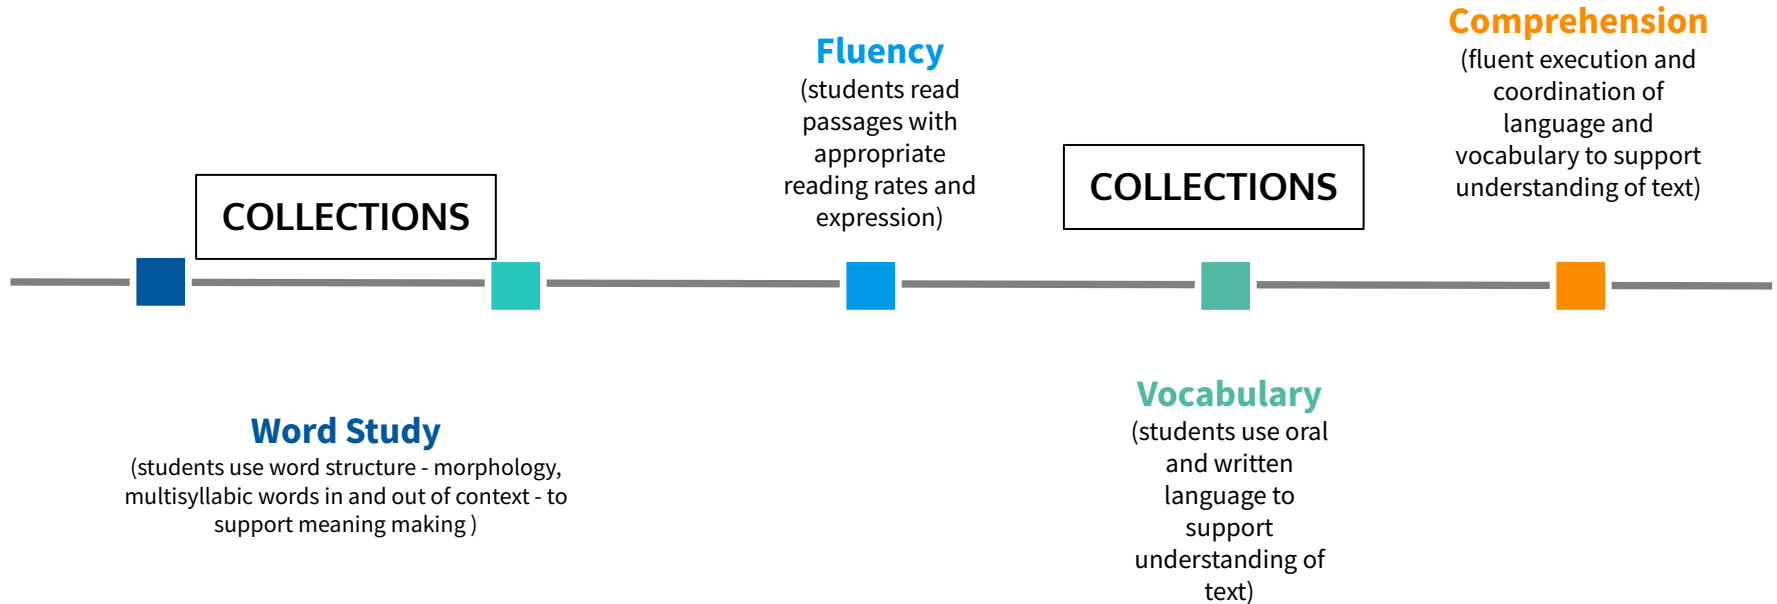 COLLECTIONS
Word Study
(students use word structure - morphology,
multisyllabic words in and out of context - to
support meaning making )
Fluency
(students read
passages with
appropriate
reading rates and
expression)
COLLECTIONS
Vocabulary
(students use oral
and written
language to
support
understanding of
text)
Comprehension
(fluent execution and
coordination of
language and
vocabulary to support
understanding of text)